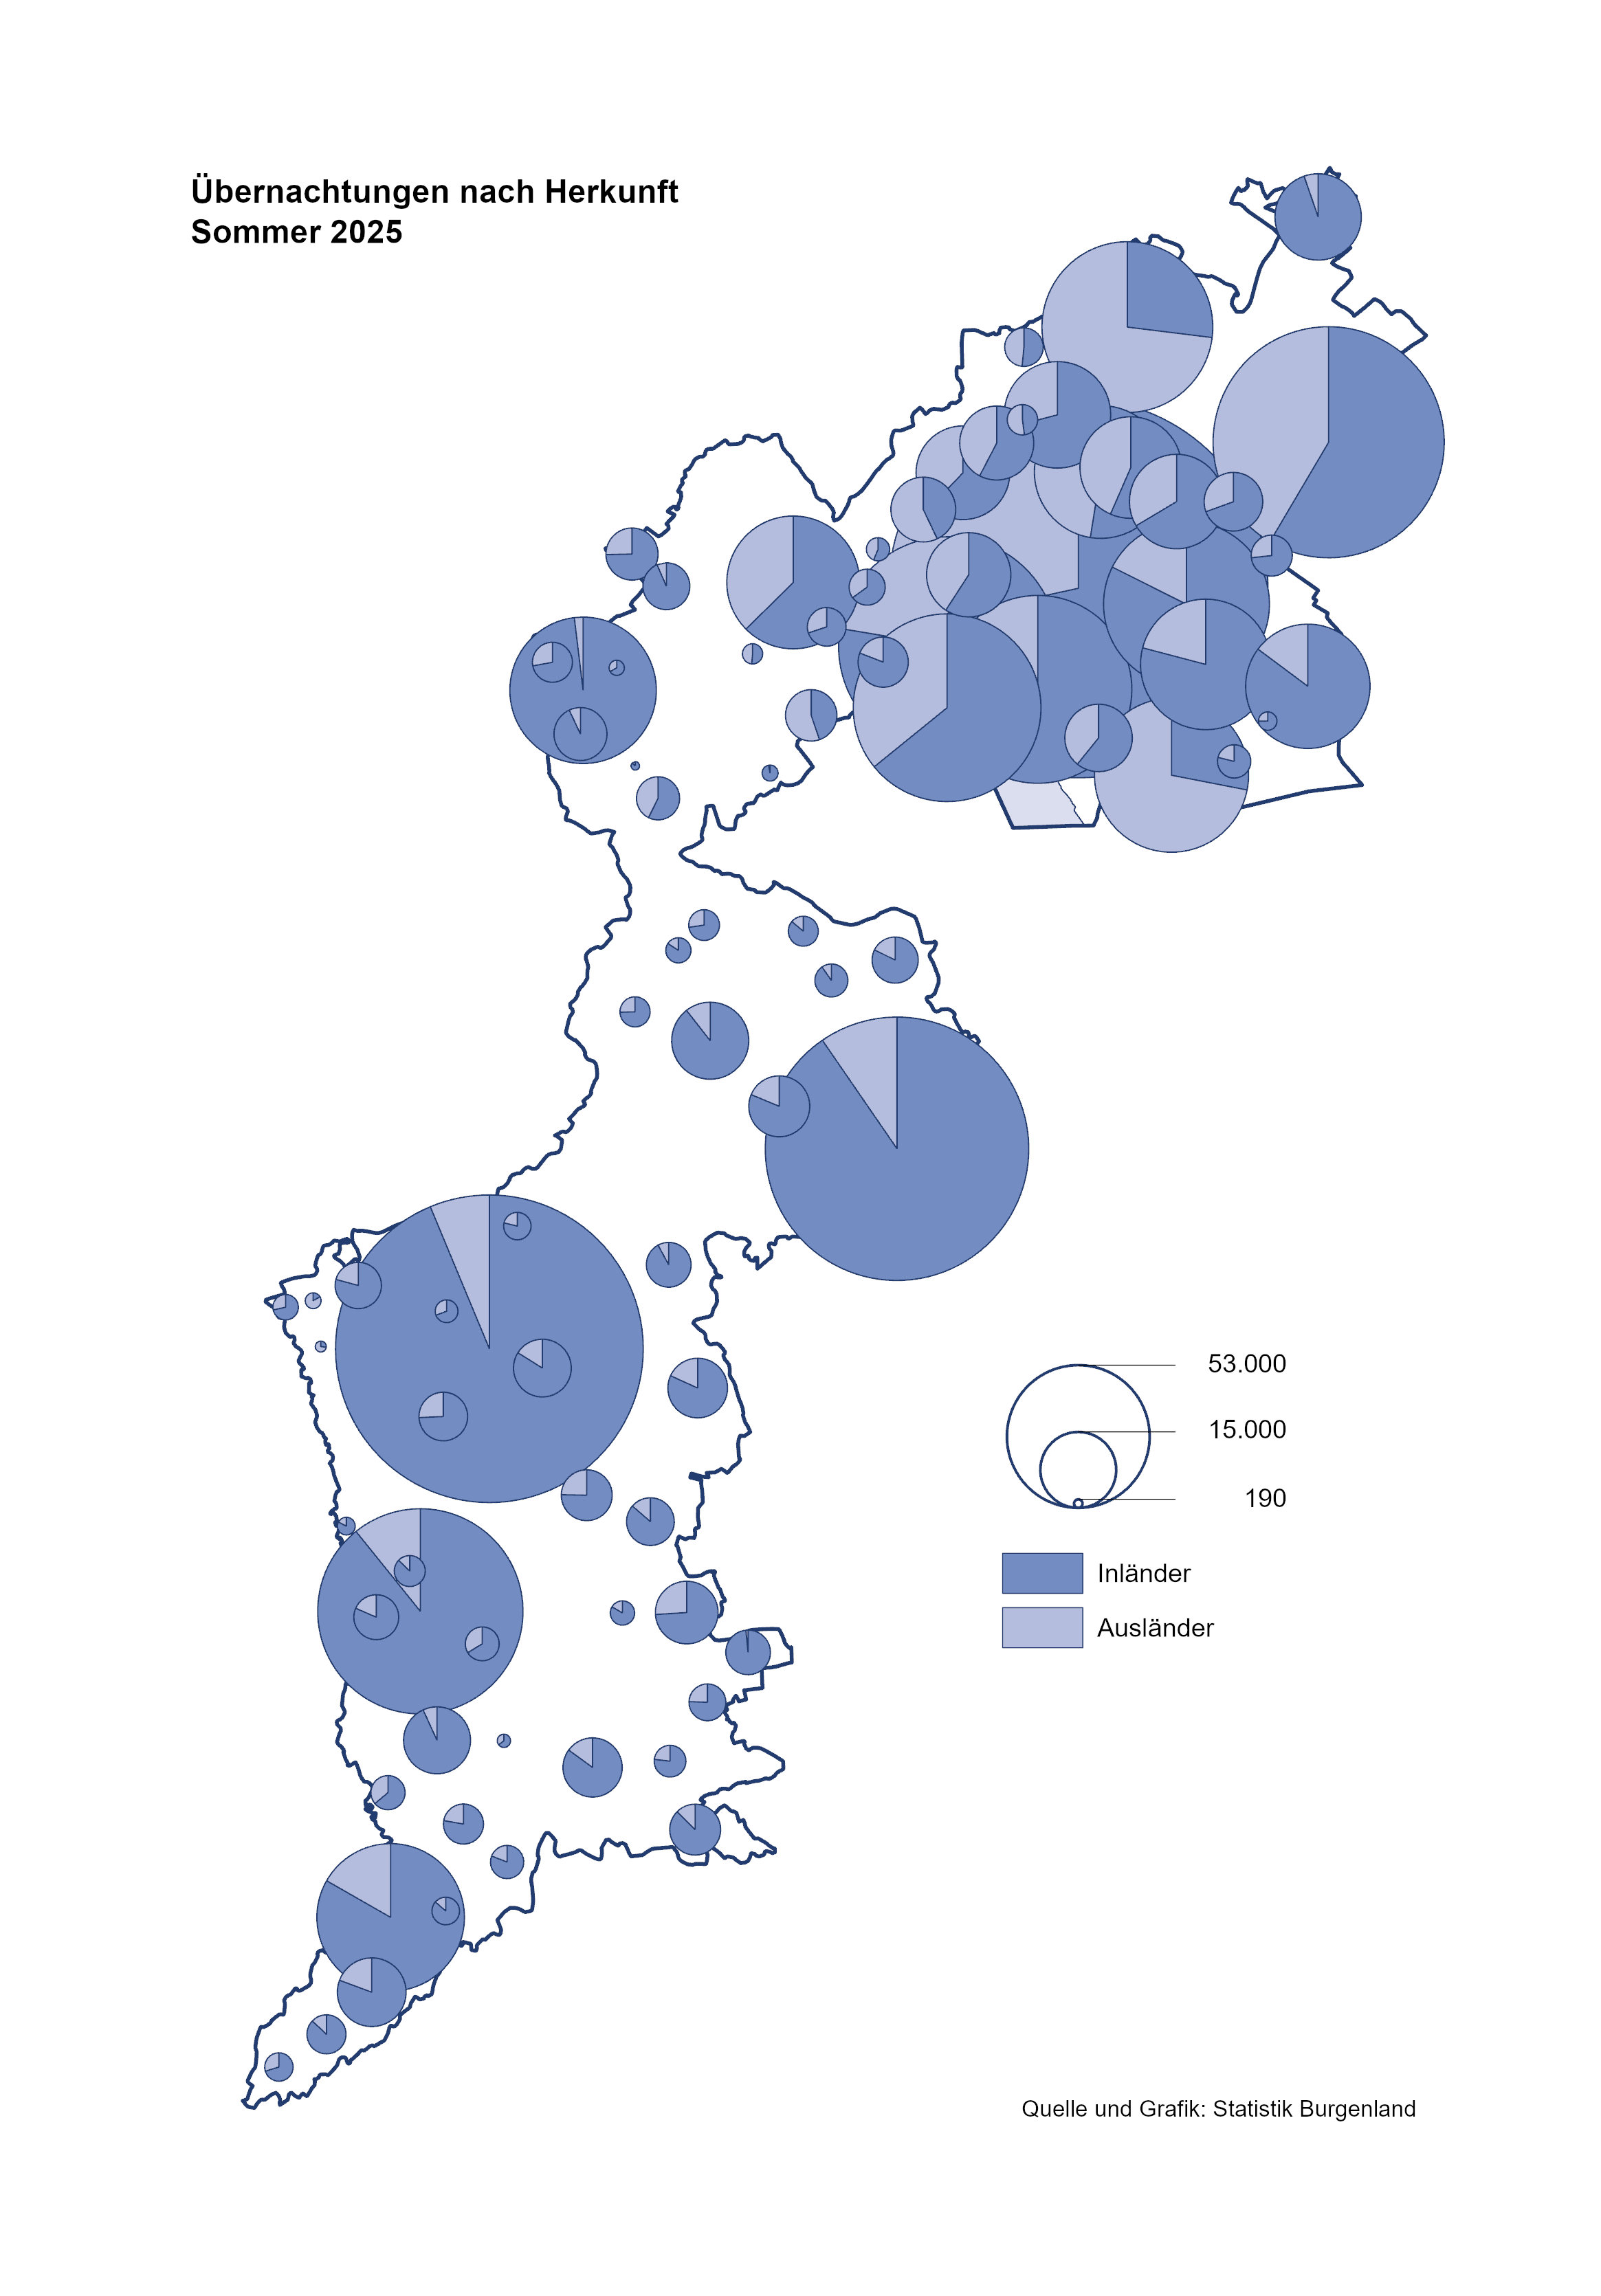 Übernachtungen nach Herkunft
Sommer 2025
53.000
15.000
190
Inländer
Ausländer
Quelle und Grafik: Statistik Burgenland